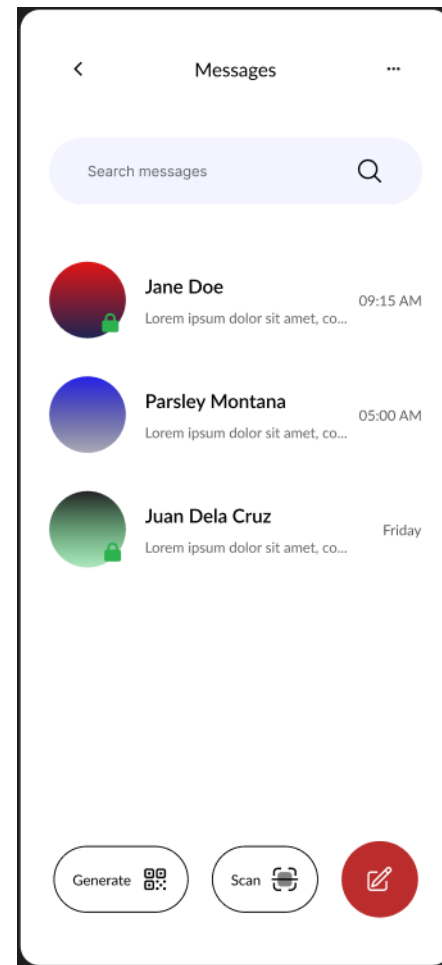 Messages
Search messages
Jane Doe
Lorem ipsum dolor sit amet, co...
09:15 AM
Parsley Montana
Lorem ipsum dolor sit amet, co...
05:00 AM
Juan Dela Cruz
Lorem ipsum dolor sit amet, co...
Friday
Generate
Scan